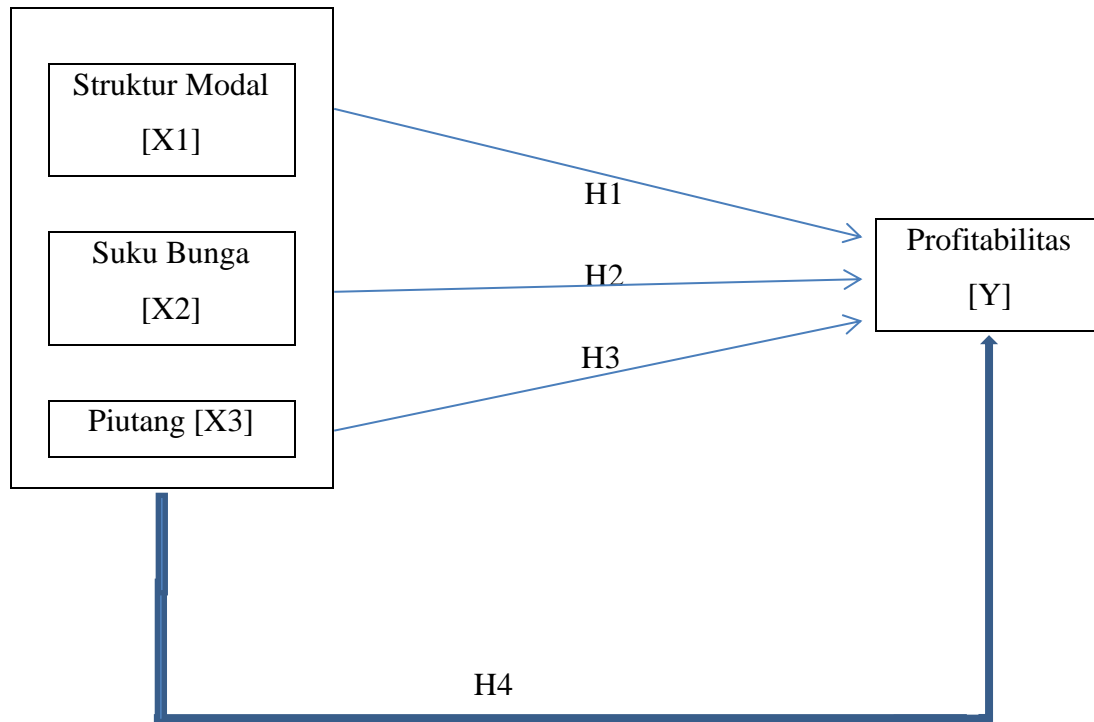 Struktur Modal
[X1]
H1
Suku Bunga
[X2]
H2
Profitabilitas
[Y]
H3
Piutang [X3]
H4